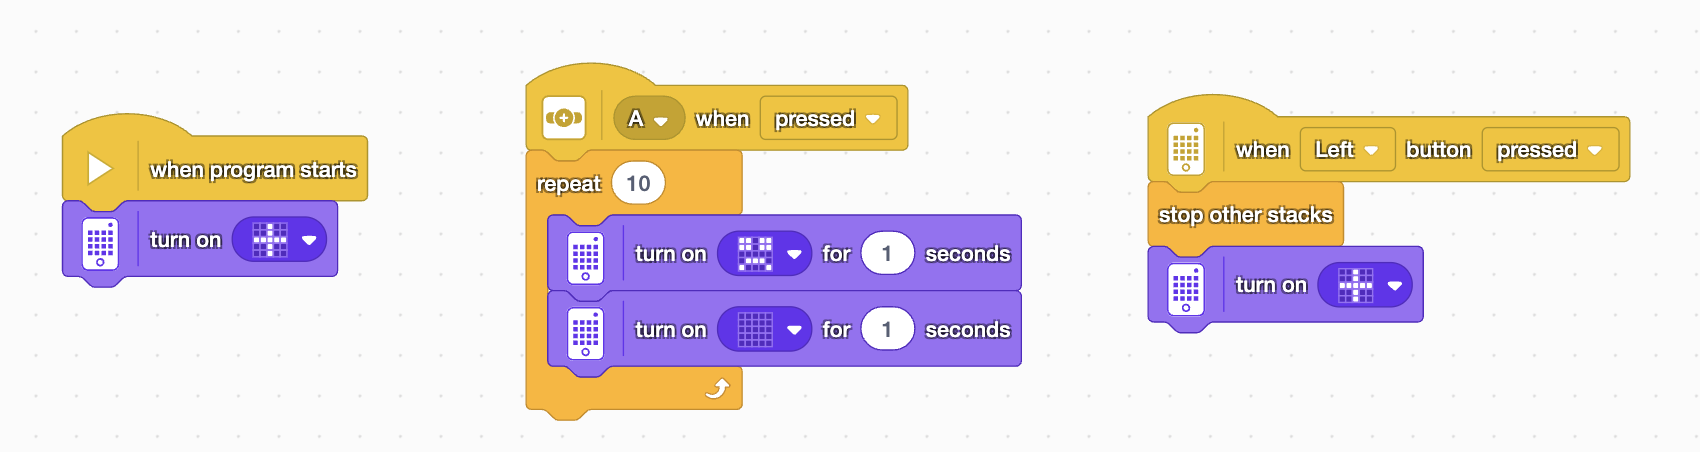 when program starts
turn on
A when pressed
repeat 10
turn on for 1 seconds
turn on for 1 seconds
when Left button pressed
stop other stacks
turn on